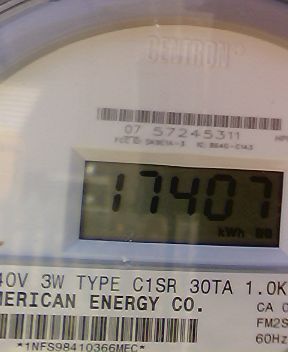 CENTRON®
07 57245311
17407
kWh
40V 3W TYPE C1SR 30TA 1.0K
MERICAN ENERGY CO.
CA 0
FM2S
60Hz
*1NFS98410366MEC*